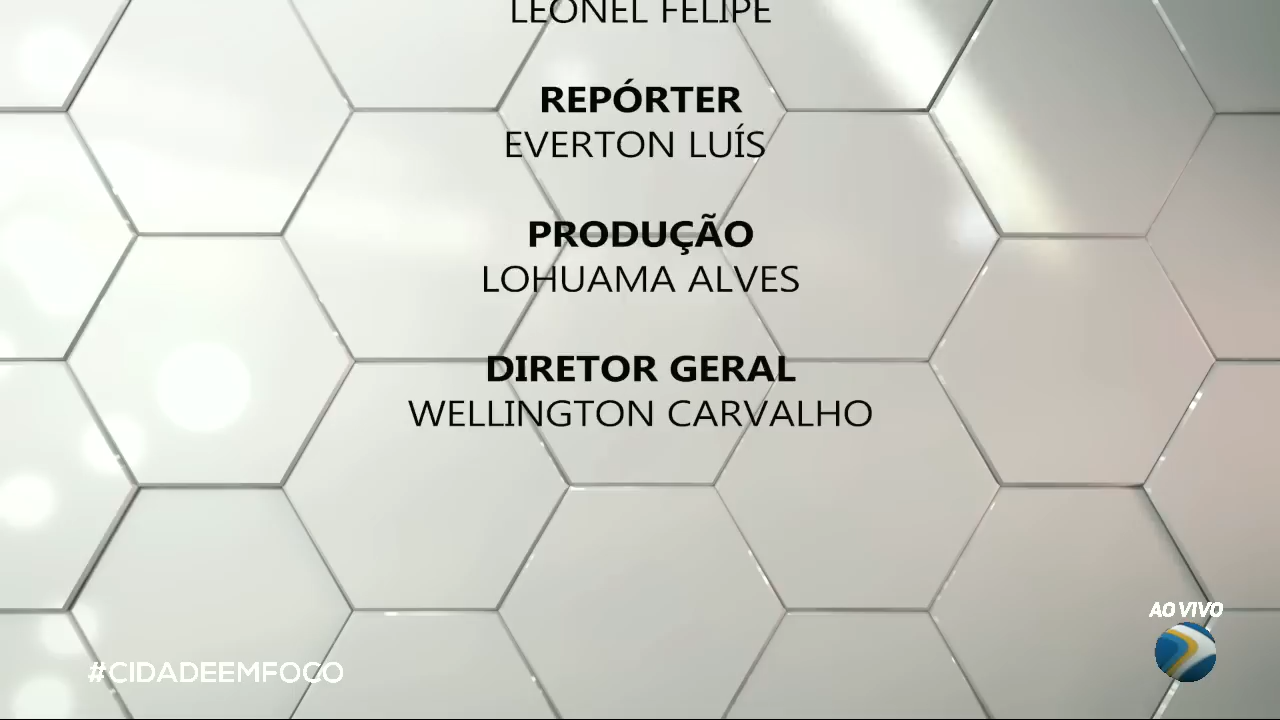 LEONEL FELIPE
REPÓRTER
EVERTON LUÍS
PRODUÇÃO
LOHUAMA ALVES
DIRETOR GERAL
WELLINGTON CARVALHO
AO VIVO
#CIDADEEMFOCO